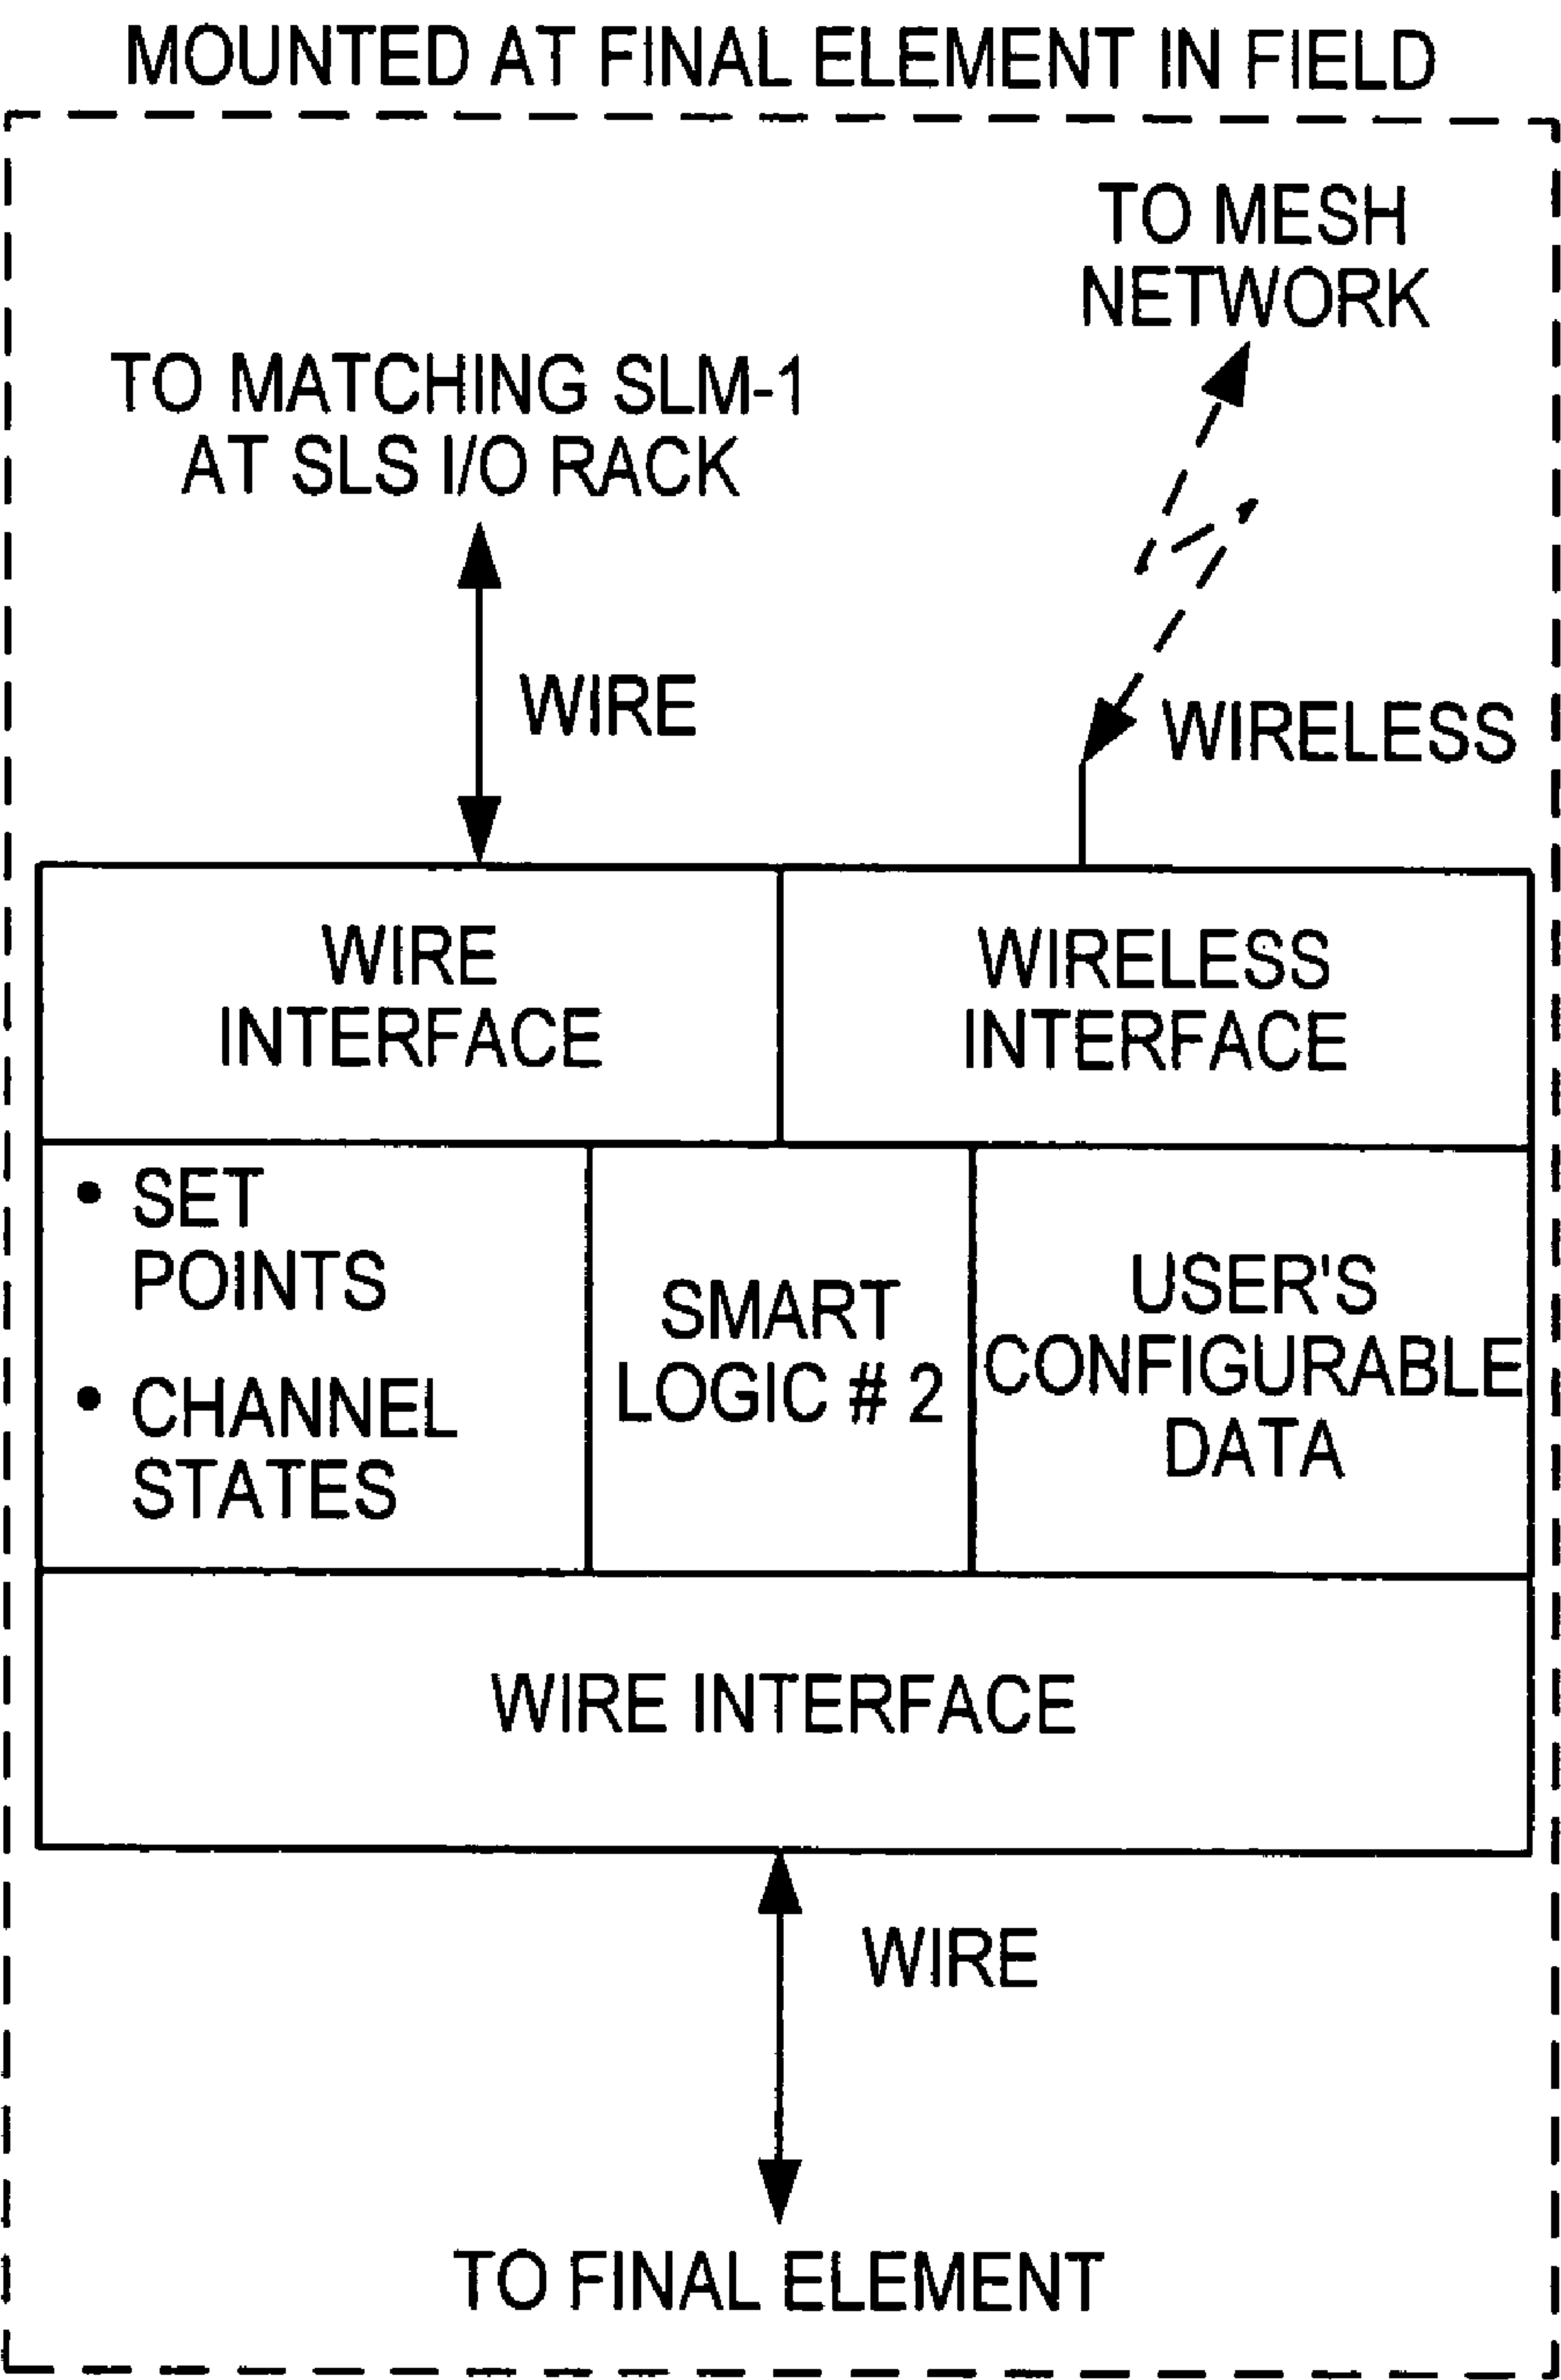 MOUNTED AT FINAL ELEMENT IN FIELD
TO MESH
NETWORK
TO MATCHING SLM-1
AT SLS I/O RACK
WIRE
WIRELESS
WIRE
INTERFACE
WIRELESS
INTERFACE
• SET
POINTS
• CHANNEL
STATES
SMART
LOGIC # 2
USER'S
CONFIGURABLE
DATA
WIRE INTERFACE
WIRE
TO FINAL ELEMENT